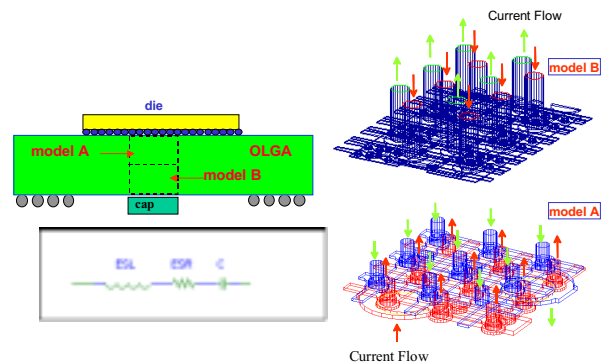 Current Flow
model B
die
model A
OLGA
model B
cap
model A
ESL ESR C
Current Flow